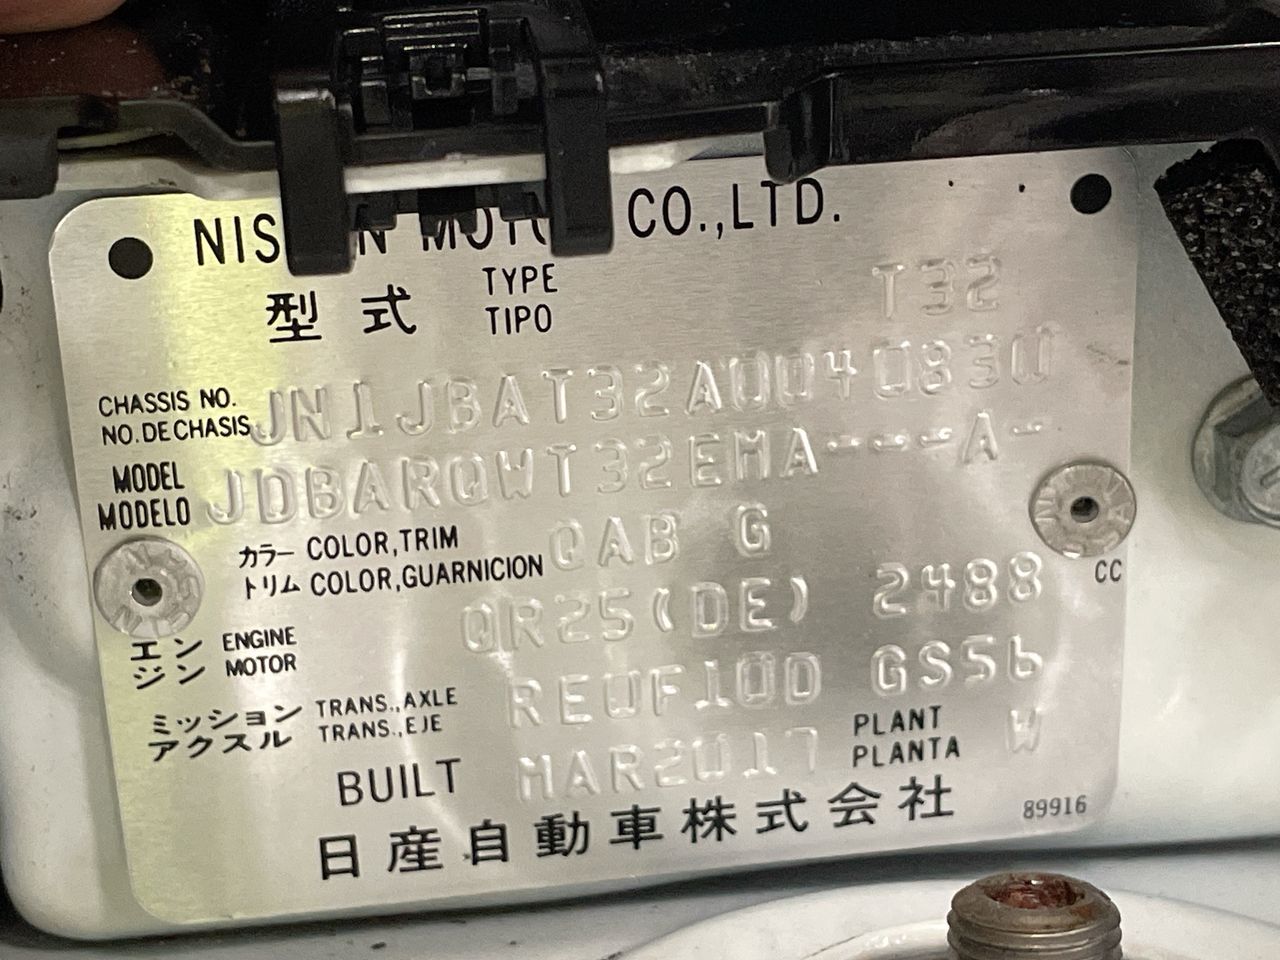 NISSAN MOTOR CO.,LTD.
型式 TYPE TIPO T32
CHASSIS NO. NO. DE CHASIS JN1JBAT32A0040830
MODEL MODELO JDBARQWT32EMA----A-
カラー COLOR,TRIM QAB G
トリム COLOR,GUARNICION
エンジン ENGINE MOTOR QR25(DE) 2488 CC
ミッション TRANS.,AXLE RE0F10D GS56
アクスル TRANS.,EJE
BUILT MAR2017 PLANT PLANTA W
日産自動車株式会社 89916